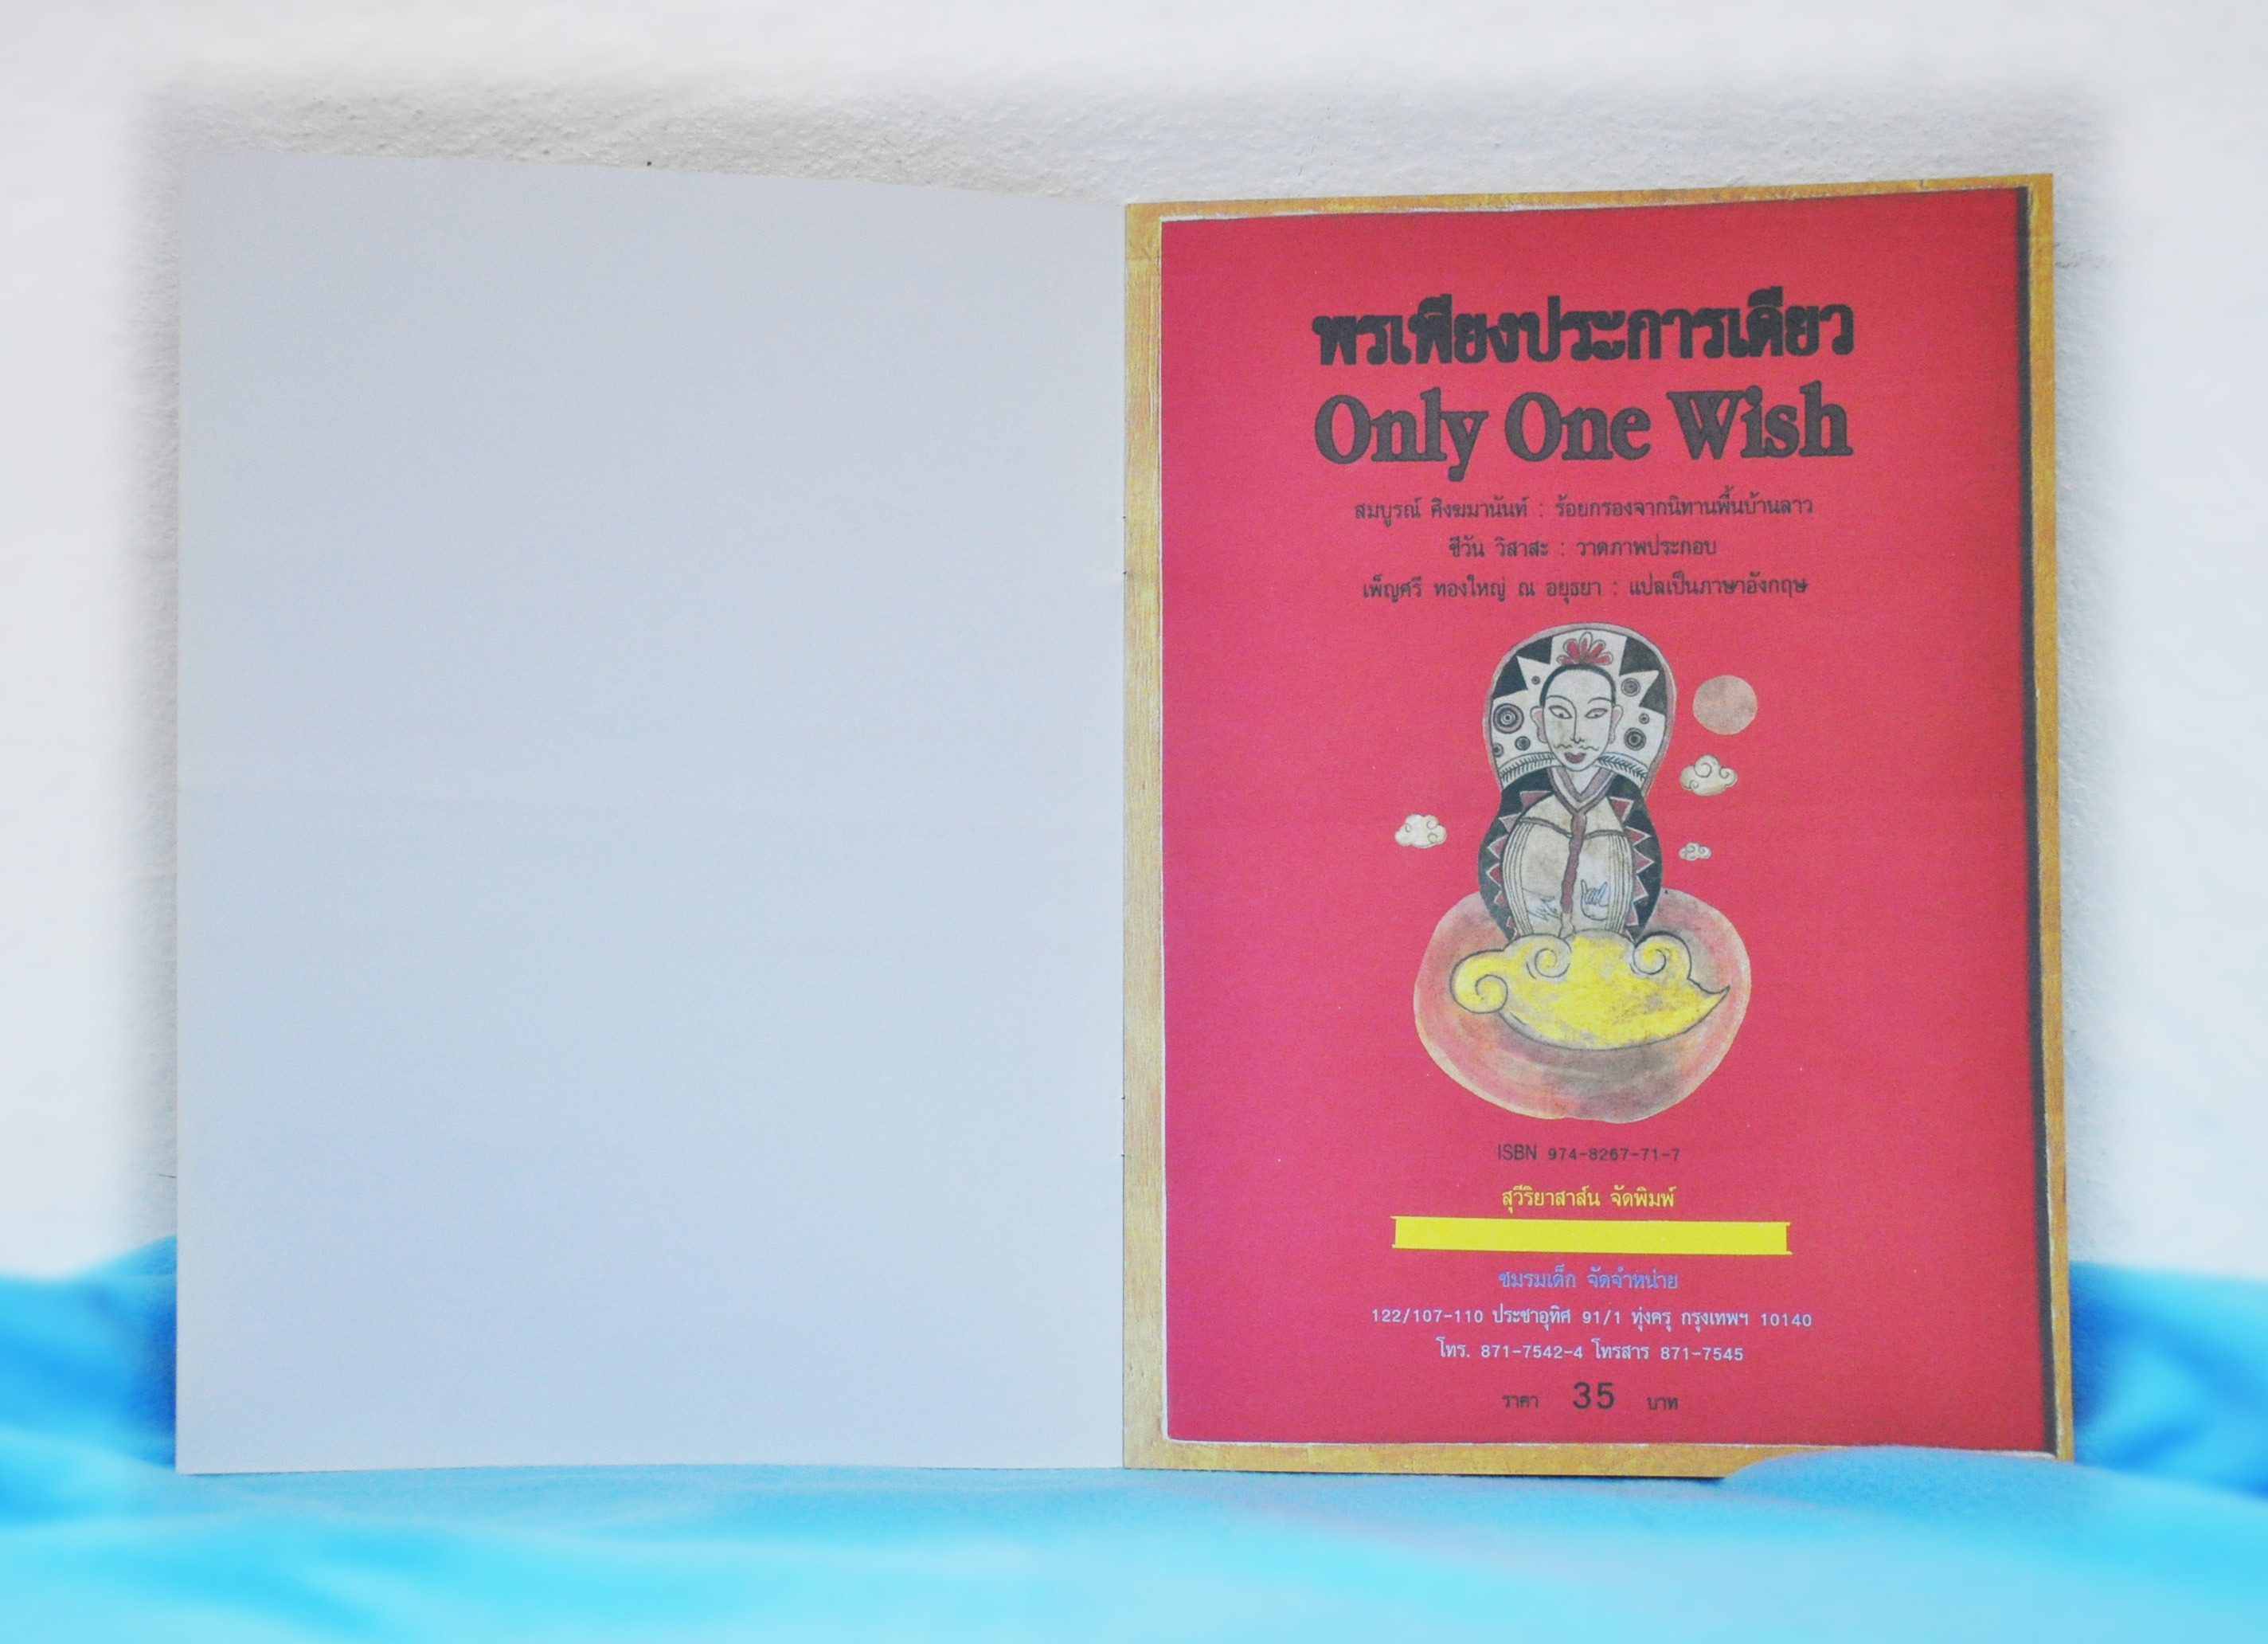 พรเพียงประการเดียว
Only One Wish
สมบูรณ์ ศิงฆมานันท์ : ร้อยกรองจากนิทานพื้นบ้านลาว
ชีวัน วิสาสะ : วาดภาพประกอบ
เพ็ญศรี ทองใหญ่ ณ อยุธยา : แปลเป็นภาษาอังกฤษ
ISBN 974-8267-71-7
สุวีริยาสาส์น จัดพิมพ์
ชมรมเด็ก จัดจำหน่าย
122/107-110 ประชาอุทิศ 91/1 ทุ่งครุ กรุงเทพฯ 10140
โทร. 871-7542-4 โทรสาร 871-7545
ราคา 35 บาท